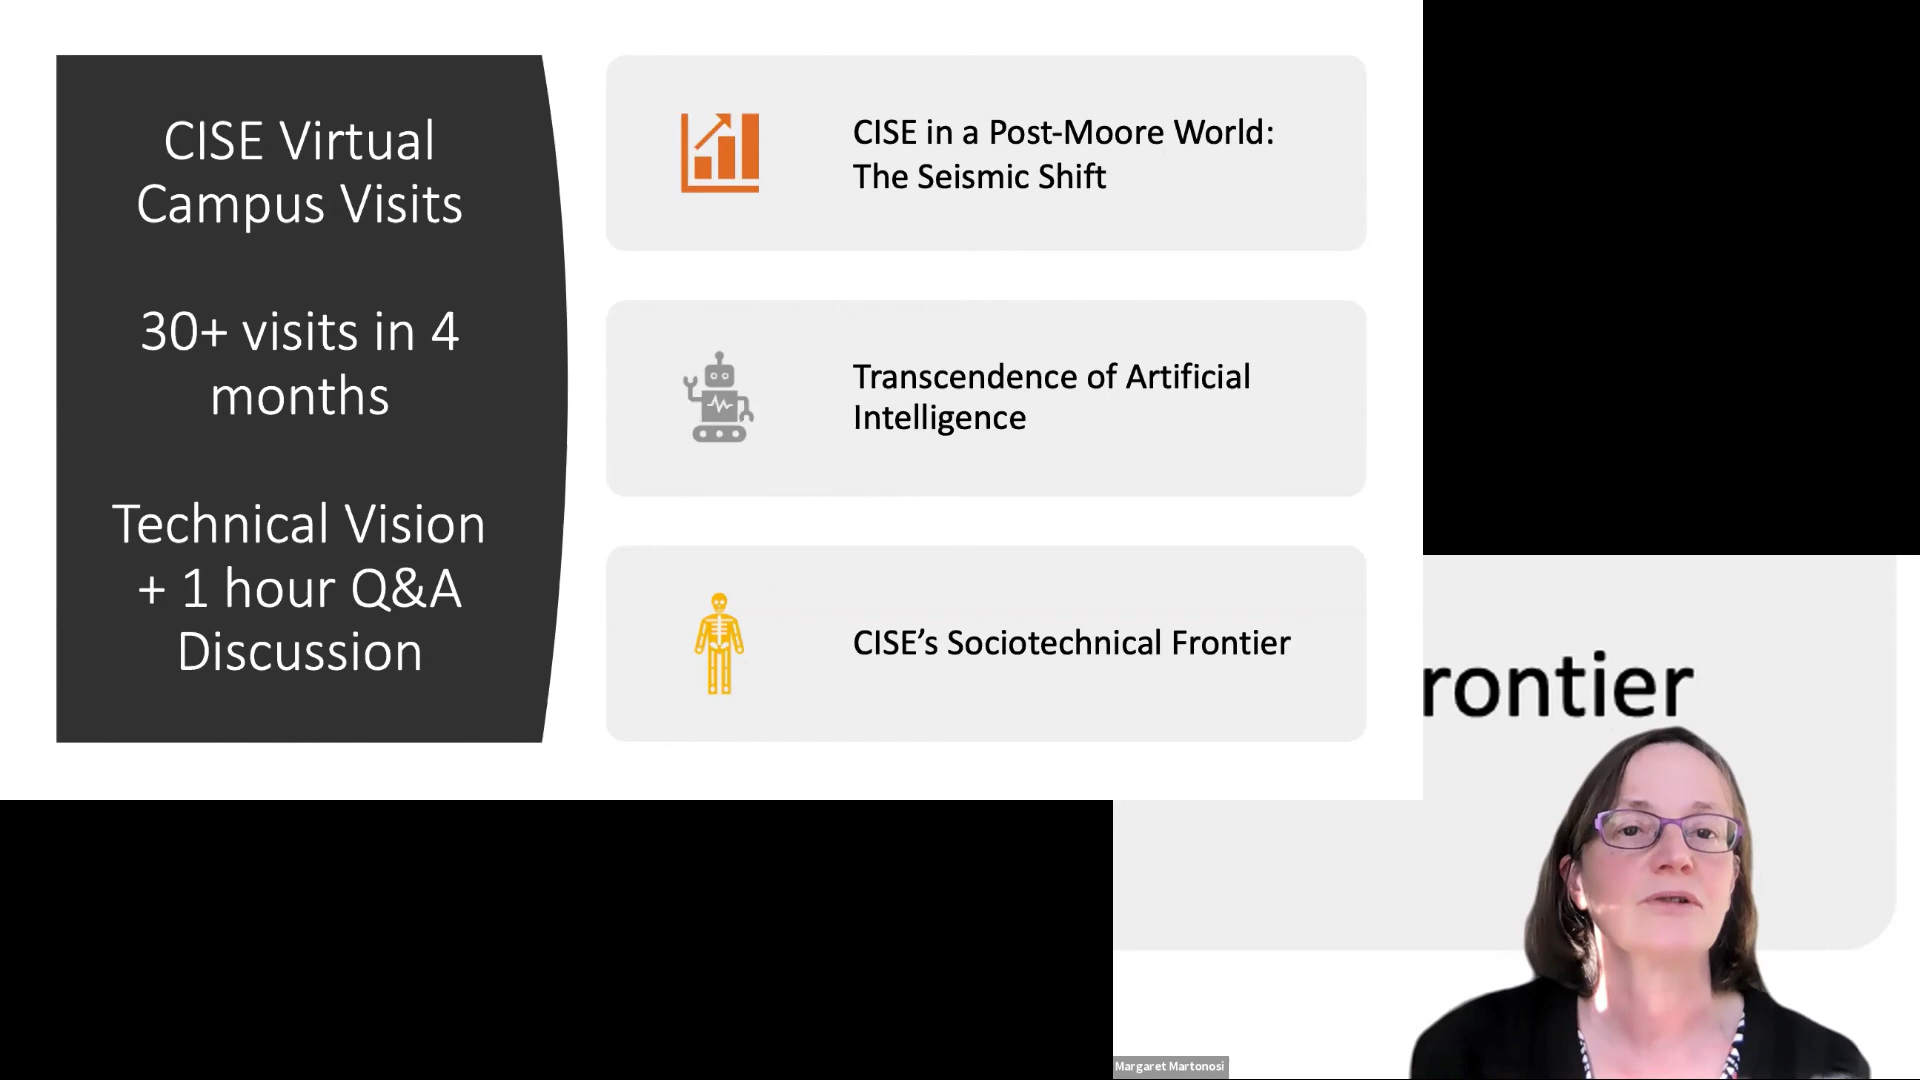 CISE Virtual
Campus Visits
30+ visits in 4
months
Technical Vision
+ 1 hour Q&A
Discussion
CISE in a Post-Moore World:
The Seismic Shift
Transcendence of Artificial
Intelligence
CISE’s Sociotechnical Frontier
rontier
Margaret Martonosi